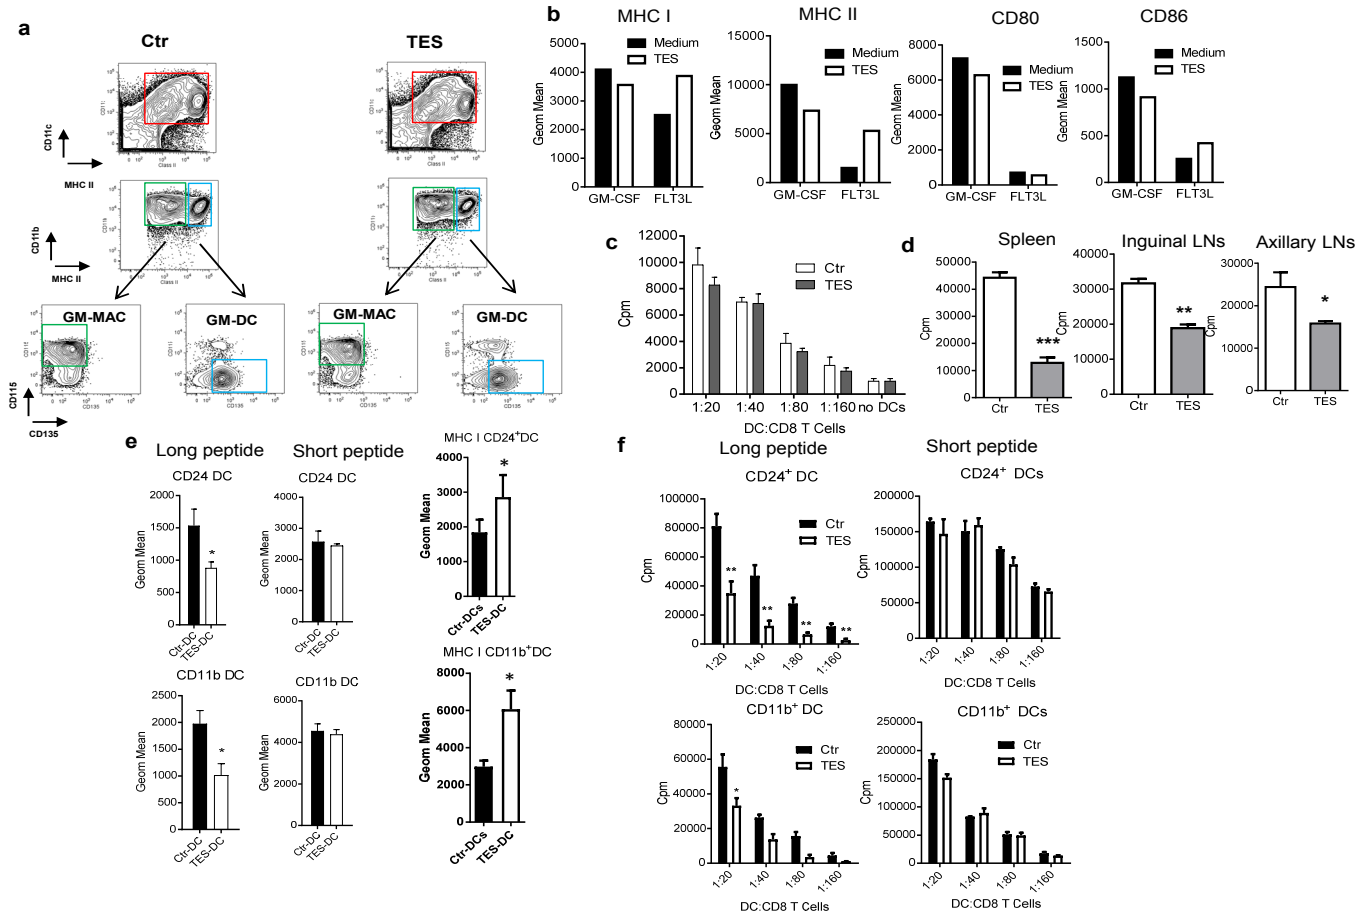 a
Ctr
TES
CD11c
MHC II
Class II
Class II
CD11b
MHC II
Class II
Class II
GM-MAC
GM-DC
GM-MAC
GM-DC
CD115
CD135
CD135
CD135
b
MHC I
MHC II
CD80
CD86
Geom Mean
5000
4000
3000
2000
1000
0
Medium
TES
GM-CSF
FLT3L
Geom Mean
15000
10000
5000
0
Medium
TES
GM-CSF
FLT3L
Geom Mean
8000
6000
4000
2000
0
Medium
TES
GM-CSF
FLT3L
Geom Mean
1500
1000
500
0
Medium
TES
GM-CSF
FLT3L
c
Cpm
12000
10000
8000
6000
4000
2000
0
Ctr
TES
1:20
1:40
1:80
1:160
no DCs
DC:CD8 T Cells
d
Spleen
Inguinal LNs
Axillary LNs
Cpm
50000
40000
30000
20000
10000
0
***
Ctr
TES
Cpm
40000
30000
20000
10000
0
**
Ctr
TES
Cpm
30000
20000
10000
0
*
Ctr
TES
e
Long peptide
Short peptide
CD24 DC
Geom Mean
2000
1500
1000
500
0
*
Ctr-DC
TES-DC
CD24 DC
Geom Mean
4000
3000
2000
1000
0
Ctr-DC
TES-DC
MHC I CD24+DC
Geom Mean
4000
3000
2000
1000
0
*
Ctr-DCs
TES-DC
CD11b DC
Geom Mean
2500
2000
1500
1000
500
0
*
Ctr-DC
TES-DC
CD11b DC
Geom Mean
6000
4000
2000
0
Ctr-DC
TES-DC
MHC I CD11b+DC
Geom Mean
8000
6000
4000
2000
0
*
Ctr-DCs
TES-DC
f
Long peptide
Short peptide
CD24+ DC
Cpm
100000
80000
60000
40000
20000
0
Ctr
TES
**
**
**
**
1:20
1:40
1:80
1:160
DC:CD8 T Cells
CD24+ DCs
Cpm
200000
150000
100000
50000
0
1:20
1:40
1:80
1:160
DC:CD8 T Cells
CD11b+ DC
Cpm
80000
60000
40000
20000
0
Ctr
TES
*
1:20
1:40
1:80
1:160
DC:CD8 T Cells
CD11b+ DCs
Cpm
250000
200000
150000
100000
50000
0
Ctr
TES
1:20
1:40
1:80
1:160
DC:CD8 T Cells